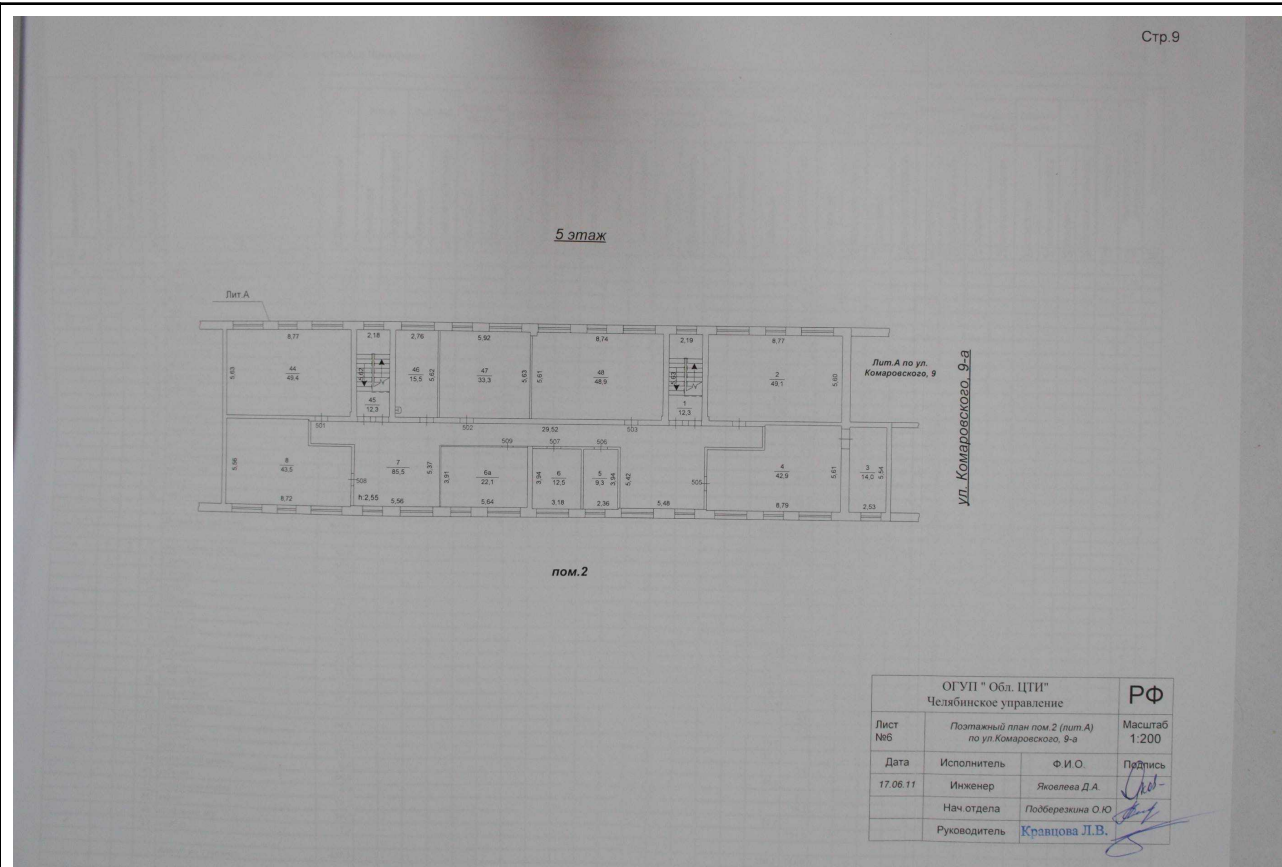 Стр.9
5 этаж
Лит.А
8,77
2,18
2,76
5,92
8,74
2,19
8,77
Лит.А по ул.
Комаровского, 9
ул. Комаровского, 9-а
5,63
44
49,4
5,62
45
12,3
46
15,5
5,62
47
33,3
5,63
5,61
48
48,9
1
12,3
2
49,1
5,60
501
502
29,52
503
5,56
8
43,5
8,72
508
7
85,5
5,37
h:2,55
5,56
3,91
6а
22,1
5,64
509
507
506
3,94
6
12,5
3,18
5
9,3
3,94
2,36
5,42
5,48
505
4
42,9
5,61
8,79
3
14,0
5,54
2,53
пом.2
ОГУП " Обл. ЦТИ"
Челябинское управление
РФ
Лист
№6
Поэтажный план пом.2 (лит.А)
по ул.Комаровского, 9-а
Масштаб
1:200
Дата
Исполнитель
Ф.И.О.
Подпись
17.06.11
Инженер
Яковлева Д.А.
Нач.отдела
Подберезкина О.Ю
Руководитель
Кравцова Л.В.